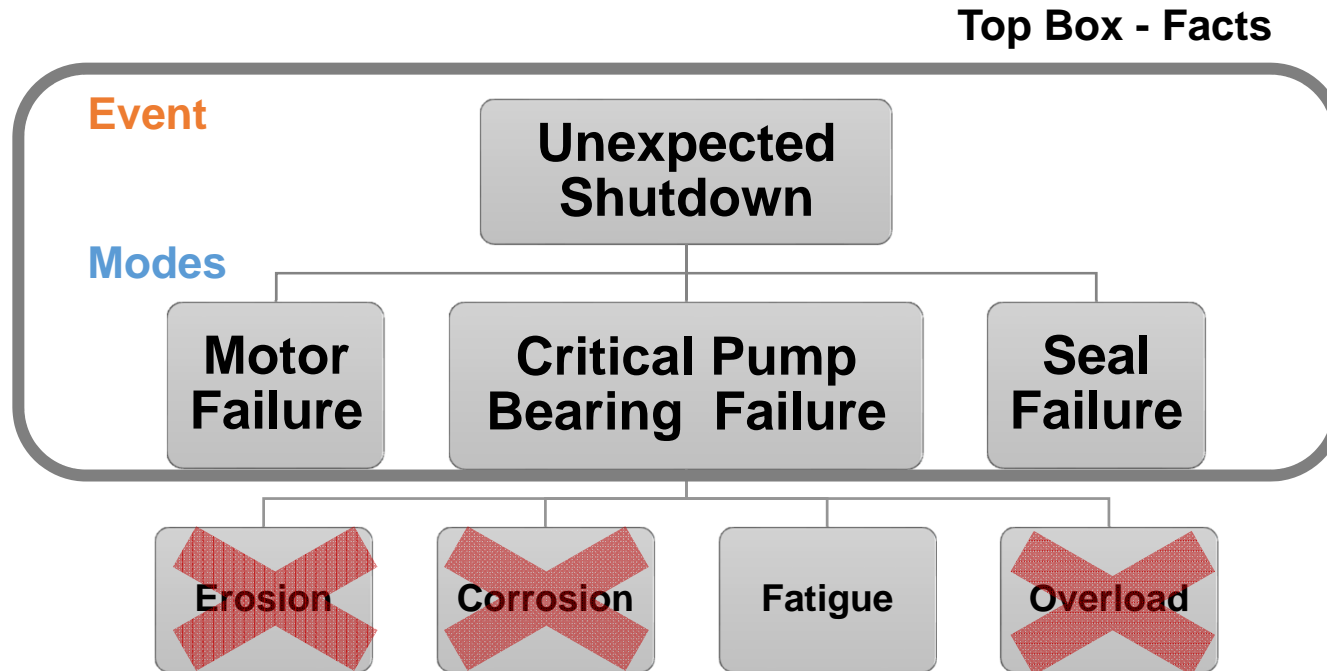 Top Box - Facts
Event
Unexpected
Shutdown
Modes
Motor
Failure
Critical Pump
Bearing Failure
Seal
Failure
Erosion
Corrosion
Fatigue
Overload